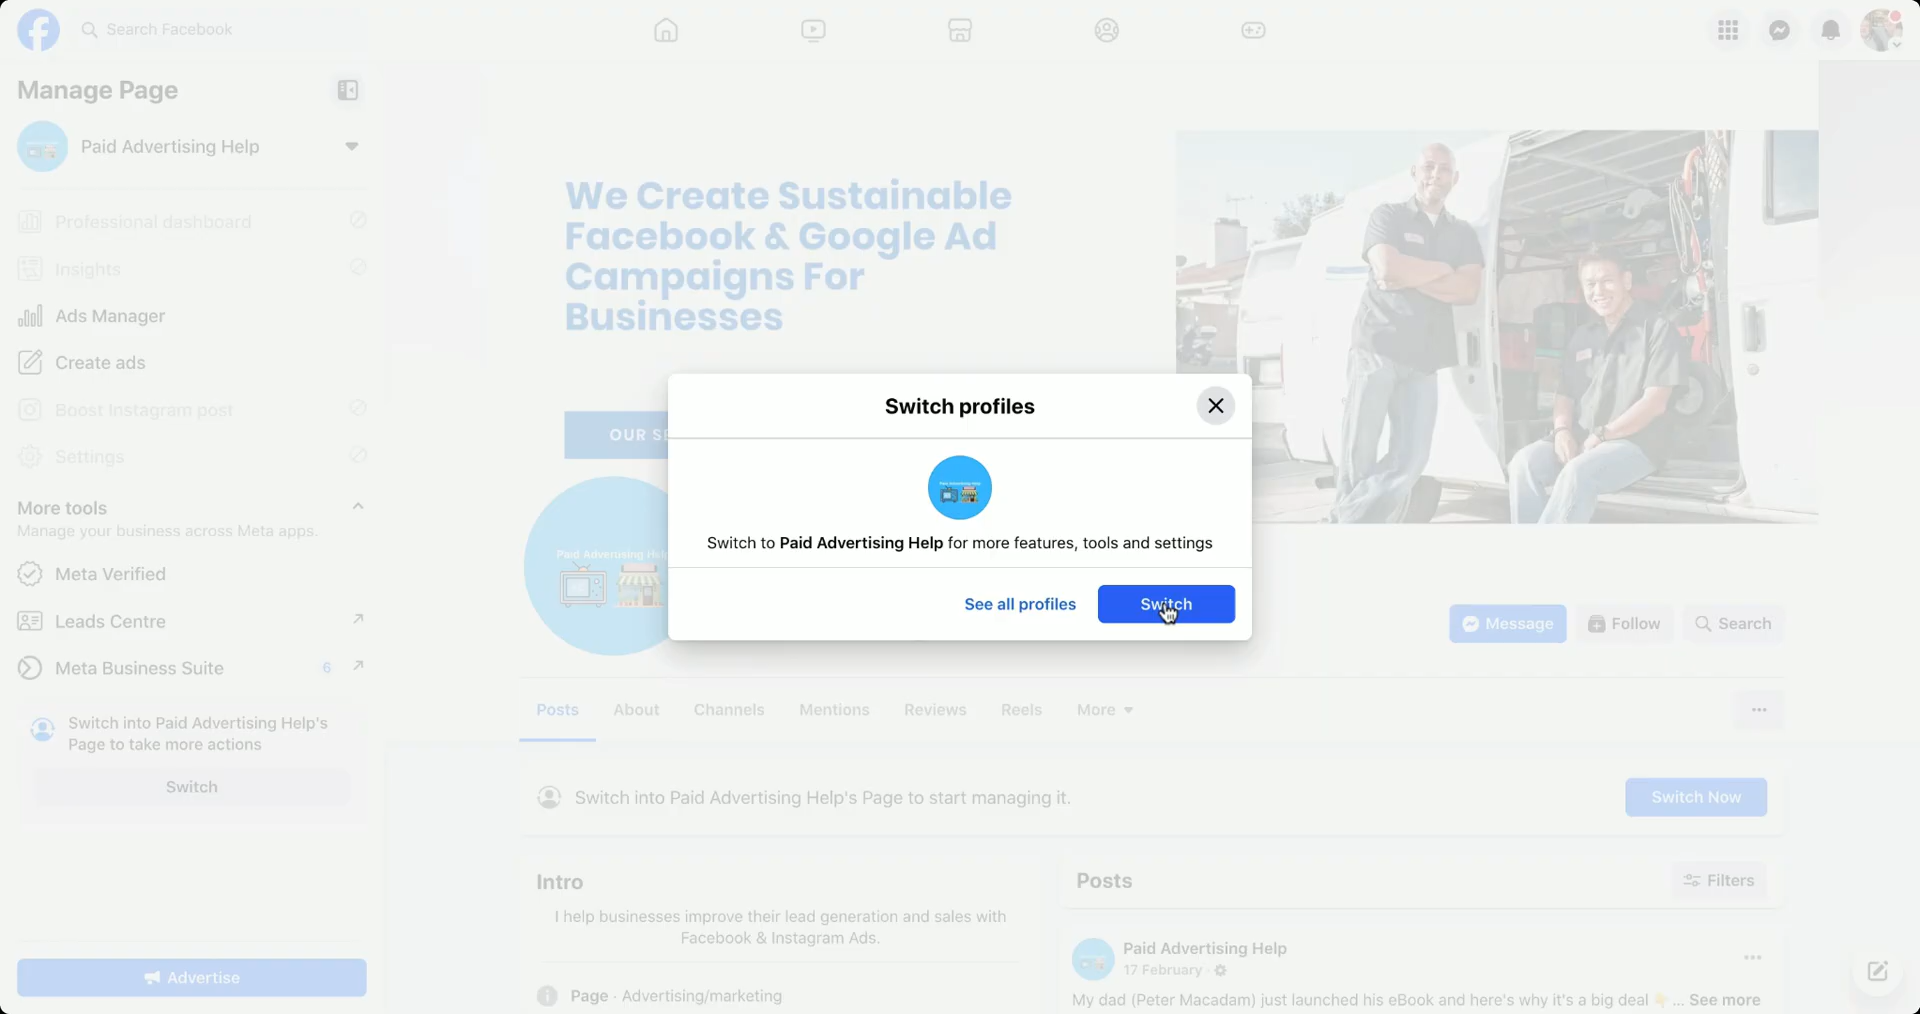 Search Facebook
Manage Page
Paid Advertising Help
Professional dashboard
Insights
Ads Manager
Create ads
Boost Instagram post
Settings
More tools
Manage your business across Meta apps.
Meta Verified
Leads Centre
Meta Business Suite 6
Switch into Paid Advertising Help's
Page to take more actions
Switch
Advertise
We Create Sustainable
Facebook & Google Ad
Campaigns For
Businesses
OUR SE
Paid Advertising Help
Switch profiles
Switch to Paid Advertising Help for more features, tools and settings
See all profiles
Switch
Message
Follow
Search
Posts
About
Channels
Mentions
Reviews
Reels
More
Switch into Paid Advertising Help's Page to start managing it.
Switch Now
Intro
I help businesses improve their lead generation and sales with
Facebook & Instagram Ads.
Page · Advertising/marketing
Posts
Filters
Paid Advertising Help
17 February ·
My dad (Peter Macadam) just launched his eBook and here's why it's a big deal 👇 ... See more